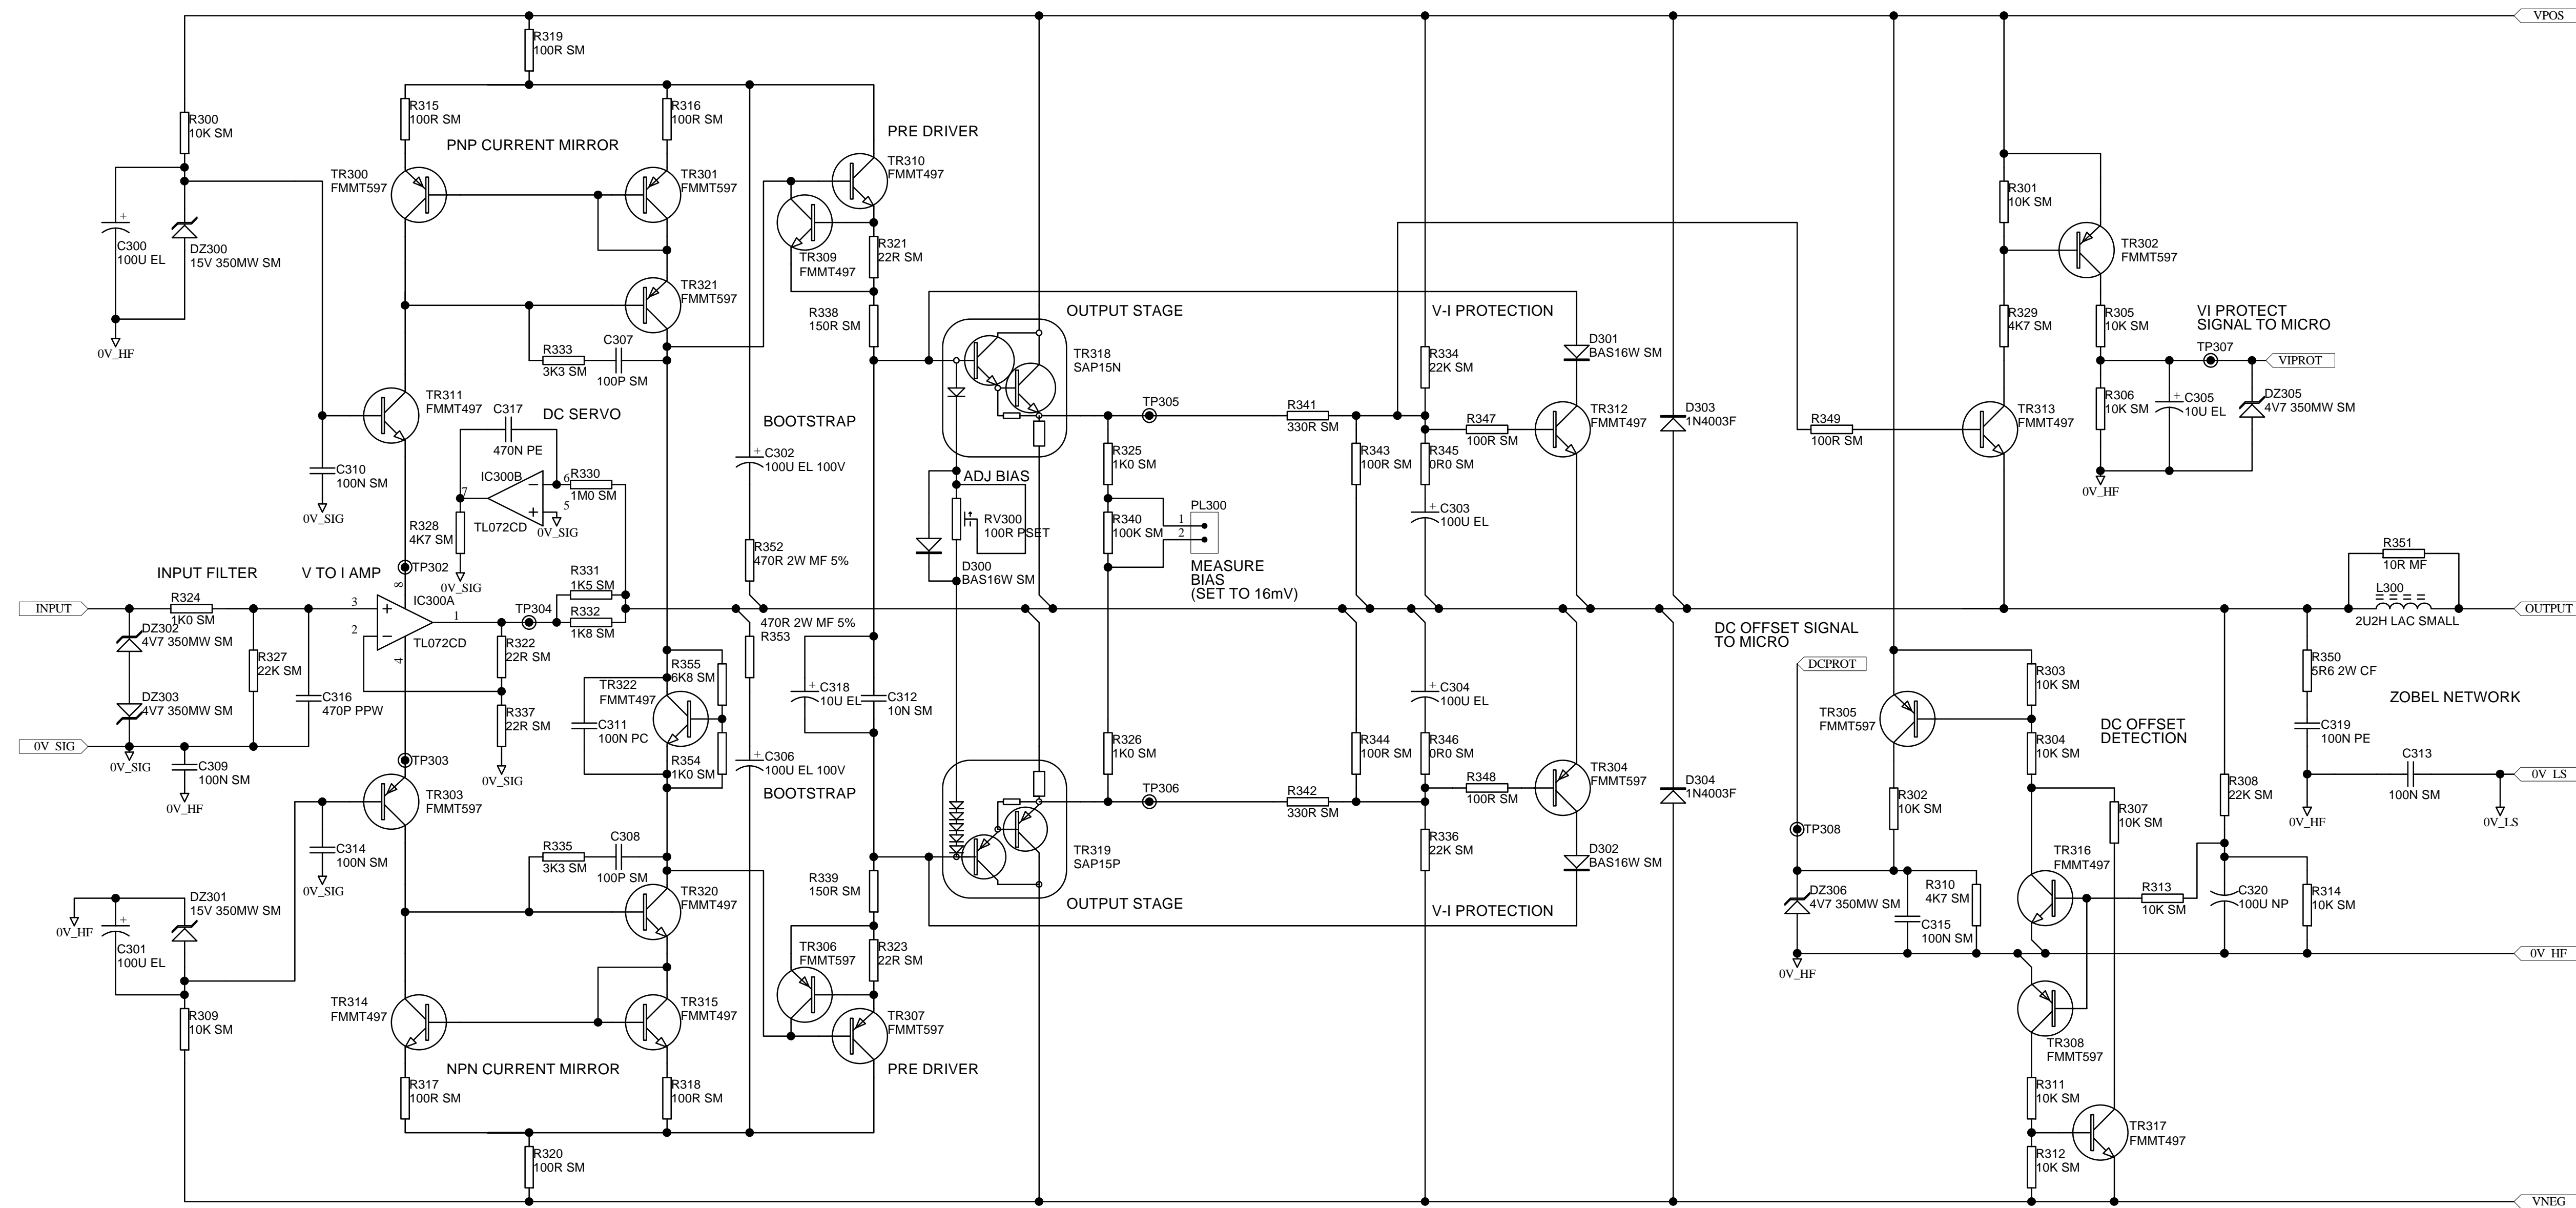 VPOS
R319
100R SM
R315
100R SM
R316
100R SM
R300
10K SM
PNP CURRENT MIRROR
PRE DRIVER
TR300
FMMT597
TR301
FMMT597
TR310
FMMT497
+
C300
100U EL
DZ300
15V 350MW SM
0V_HF
TR309
FMMT497
R321
22R SM
TR321
FMMT597
R338
150R SM
R333
3K3 SM
C307
100P SM
R301
10K SM
TR302
FMMT597
OUTPUT STAGE
V-I PROTECTION
R329
4K7 SM
R305
10K SM
VI PROTECT
SIGNAL TO MICRO
TP307
VIPROT
TR318
SAP15N
R334
22K SM
D301
BAS16W SM
TR311
FMMT497
C317
470N PE
DC SERVO
BOOTSTRAP
TP305
R341
330R SM
R347
100R SM
TR312
FMMT497
D303
1N4003F
R349
100R SM
TR313
FMMT497
R306
10K SM
+
C305
10U EL
DZ305
4V7 350MW SM
0V_HF
C310
100N SM
0V_SIG
IC300B
TL072CD
7
6
5
−
+
R330
1M0 SM
0V_SIG
+
C302
100U EL 100V
R325
1K0 SM
R343
100R SM
R345
0R0 SM
ADJ BIAS
RV300
100R PSET
R340
100K SM
PL300
1
2
+
C303
100U EL
R328
4K7 SM
0V_SIG
R352
470R 2W MF 5%
D300
BAS16W SM
MEASURE
BIAS
(SET TO 16mV)
R351
10R MF
L300
2U2H LAC SMALL
INPUT FILTER
V TO I AMP
TP302
8
INPUT
R324
1K0 SM
3
2
+
−
IC300A
TL072CD
1
4
TP304
R331
1K5 SM
R332
1K8 SM
OUTPUT
DZ302
4V7 350MW SM
R327
22K SM
R322
22R SM
470R 2W MF 5%
R353
DC OFFSET SIGNAL
TO MICRO
DCPROT
R303
10K SM
R350
5R6 2W CF
ZOBEL NETWORK
DZ303
4V7 350MW SM
C316
470P PPW
R337
22R SM
0V_SIG
TR322
FMMT497
R355
6K8 SM
C311
100N PC
R354
1K0 SM
+
C318
10U EL
C312
10N SM
+
C304
100U EL
TR305
FMMT597
R304
10K SM
DC OFFSET
DETECTION
C319
100N PE
0V SIG
0V_SIG
C309
100N SM
0V_HF
TP303
TR303
FMMT597
+
C306
100U EL 100V
BOOTSTRAP
R326
1K0 SM
TP306
R342
330R SM
R344
100R SM
R346
0R0 SM
R348
100R SM
TR304
FMMT597
D304
1N4003F
R302
10K SM
R307
10K SM
R308
22K SM
C313
100N SM
0V LS
0V_HF
0V_LS
C314
100N SM
0V_SIG
R335
3K3 SM
C308
100P SM
TR319
SAP15P
R336
22K SM
D302
BAS16W SM
TP308
TR316
FMMT497
DZ301
15V 350MW SM
0V_HF
+
C301
100U EL
TR320
FMMT497
R339
150R SM
OUTPUT STAGE
V-I PROTECTION
DZ306
4V7 350MW SM
R310
4K7 SM
C315
100N SM
R313
10K SM
C320
100U NP
R314
10K SM
0V_HF
0V HF
TR306
FMMT597
R323
22R SM
R309
10K SM
TR314
FMMT497
TR315
FMMT497
TR307
FMMT597
TR308
FMMT597
NPN CURRENT MIRROR
PRE DRIVER
R317
100R SM
R318
100R SM
R311
10K SM
TR317
FMMT497
R320
100R SM
R312
10K SM
VNEG